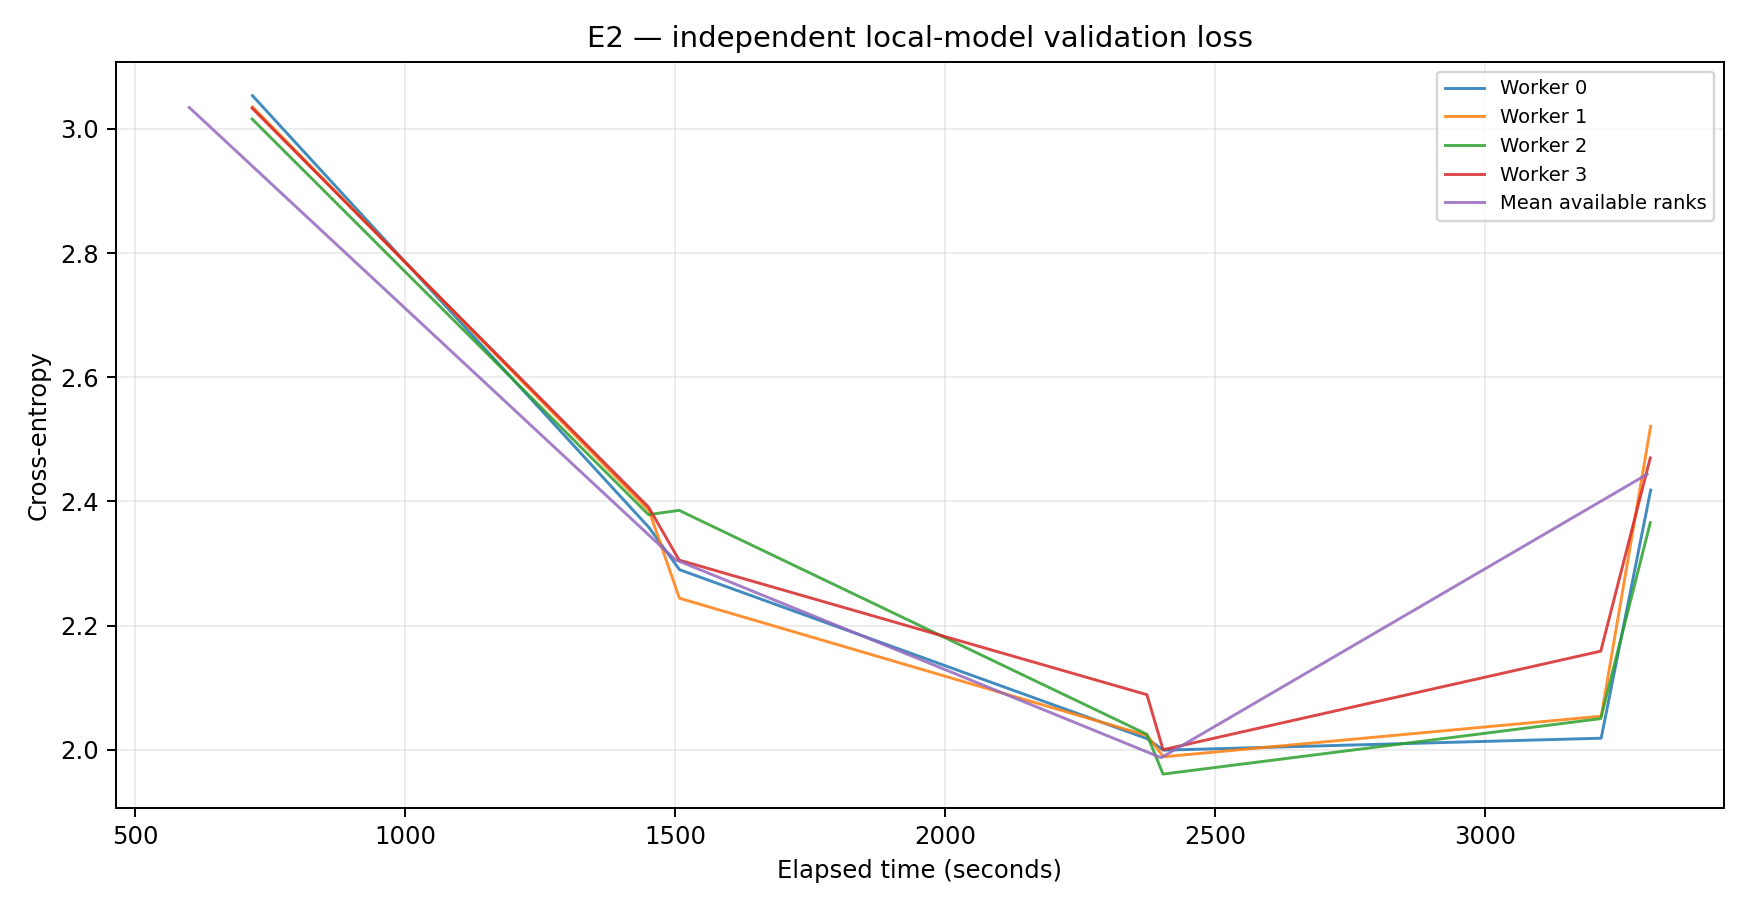 E2 — independent local-model validation loss
Worker 0
Worker 1
Worker 2
Worker 3
Mean available ranks
Cross-entropy
3.0
2.8
2.6
2.4
2.2
2.0
500
1000
1500
2000
2500
3000
Elapsed time (seconds)